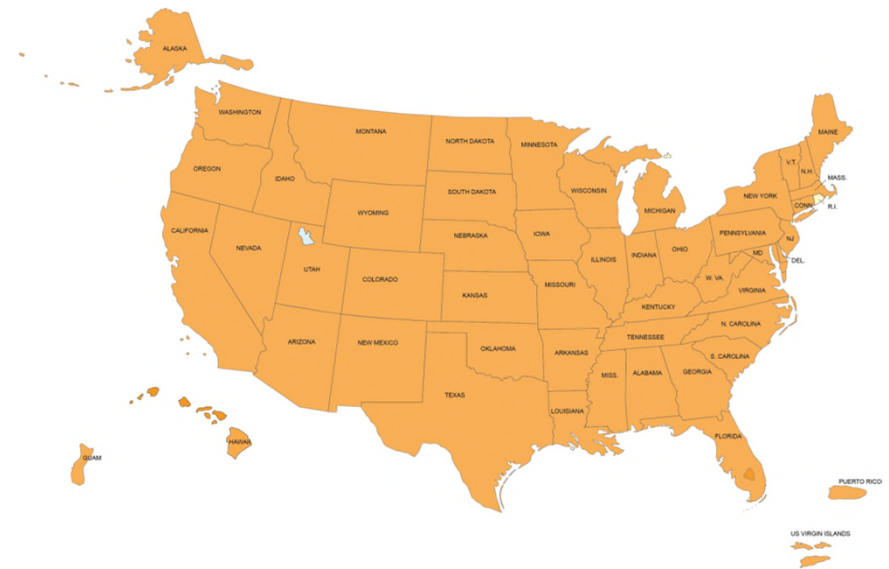 ALASKA
WASHINGTON
MONTANA
NORTH DAKOTA
MINNESOTA
MAINE
V.T.
N.H.
OREGON
IDAHO
SOUTH DAKOTA
WISCONSIN
MICHIGAN
NEW YORK
MASS.
CONN.
R.I.
WYOMING
CALIFORNIA
NEVADA
NEBRASKA
IOWA
PENNSYLVANIA
NJ
UTAH
COLORADO
ILLINOIS
INDIANA
OHIO
MD
DEL.
KANSAS
MISSOURI
W. VA.
VIRGINIA
KENTUCKY
ARIZONA
NEW MEXICO
OKLAHOMA
ARKANSAS
TENNESSEE
N. CAROLINA
S. CAROLINA
TEXAS
MISS.
ALABAMA
GEORGIA
LOUIDIANA
FLORIDA
HAWAII
GUAM
PUERTO RICO
US VIRGIN ISLANDS